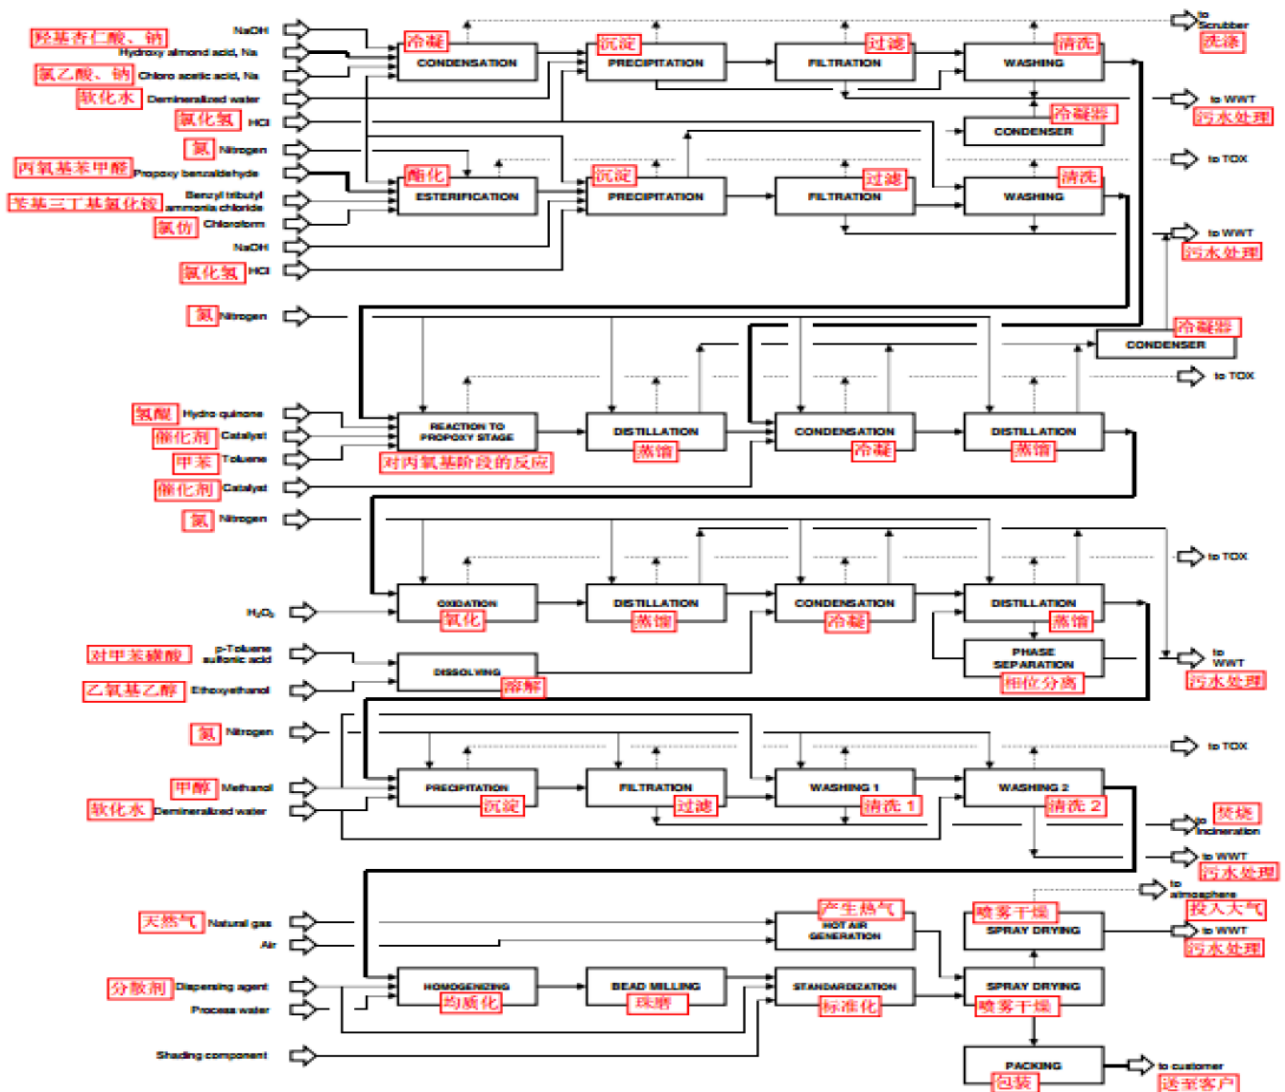 NaOH
to
Scrubber
洗涤
羟基杏仁酸、钠
Hydroxy almond acid, Na
冷凝
CONDENSATION
沉淀
PRECIPITATION
过滤
FILTRATION
清洗
WASHING
氯乙酸、钠 Chloro acetic acid, Na
软化水 Demineralized water
to WWT
污水处理
氯化氢 HCl
冷凝器
CONDENSER
氮 Nitrogen
to TOX
丙氧基苯甲醛 Propoxy benzaldehyde
酯化
ESTERIFICATION
沉淀
PRECIPITATION
过滤
FILTRATION
清洗
WASHING
苄基三丁基氯化铵
Benzyl tributyl
ammonia chloride
氯仿 Chloroform
to WWT
污水处理
NaOH
氯化氢 HCl
氮 Nitrogen
冷凝器
CONDENSER
to TOX
氢醌 Hydro quinone
催化剂 Catalyst
甲苯 Toluene
REACTION TO
PROPOXY STAGE
对丙氧基阶段的反应
DISTILLATION
蒸馏
CONDENSATION
冷凝
DISTILLATION
蒸馏
催化剂 Catalyst
氮 Nitrogen
to TOX
H₂O₂
OXIDATION
氧化
DISTILLATION
蒸馏
CONDENSATION
冷凝
DISTILLATION
蒸馏
对甲苯磺酸
p-Toluene
sulfonic acid
DISSOLVING
溶解
PHASE
SEPARATION
相位分离
to
WWT
污水处理
乙氧基乙醇 Ethoxyethanol
氮 Nitrogen
to TOX
甲醇 Methanol
软化水 Demineralized water
PRECIPITATION
沉淀
FILTRATION
过滤
WASHING 1
清洗 1
WASHING 2
清洗 2
to
Incineration
焚烧
to WWT
污水处理
天然气 Natural gas
Air
产生热气
HOT AIR
GENERATION
喷雾干燥
SPRAY DRYING
to
atmosphere
投入大气
to WWT
污水处理
分散剂 Dispersing agent
Process water
HOMOGENIZING
均质化
BEAD MILLING
珠磨
STANDARDIZATION
标准化
SPRAY DRYING
喷雾干燥
Shading component
PACKING
包装
to customer
送至客户